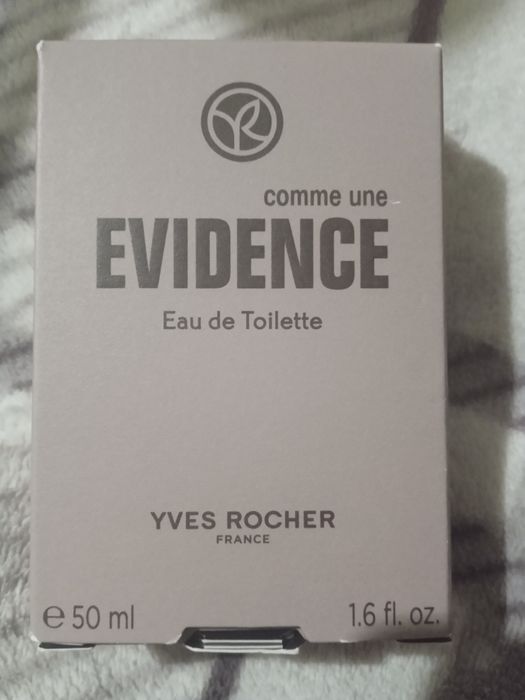 comme une
EVIDENCE
Eau de Toilette
YVES ROCHER
FRANCE
℮ 50 ml 1.6 fl. oz.